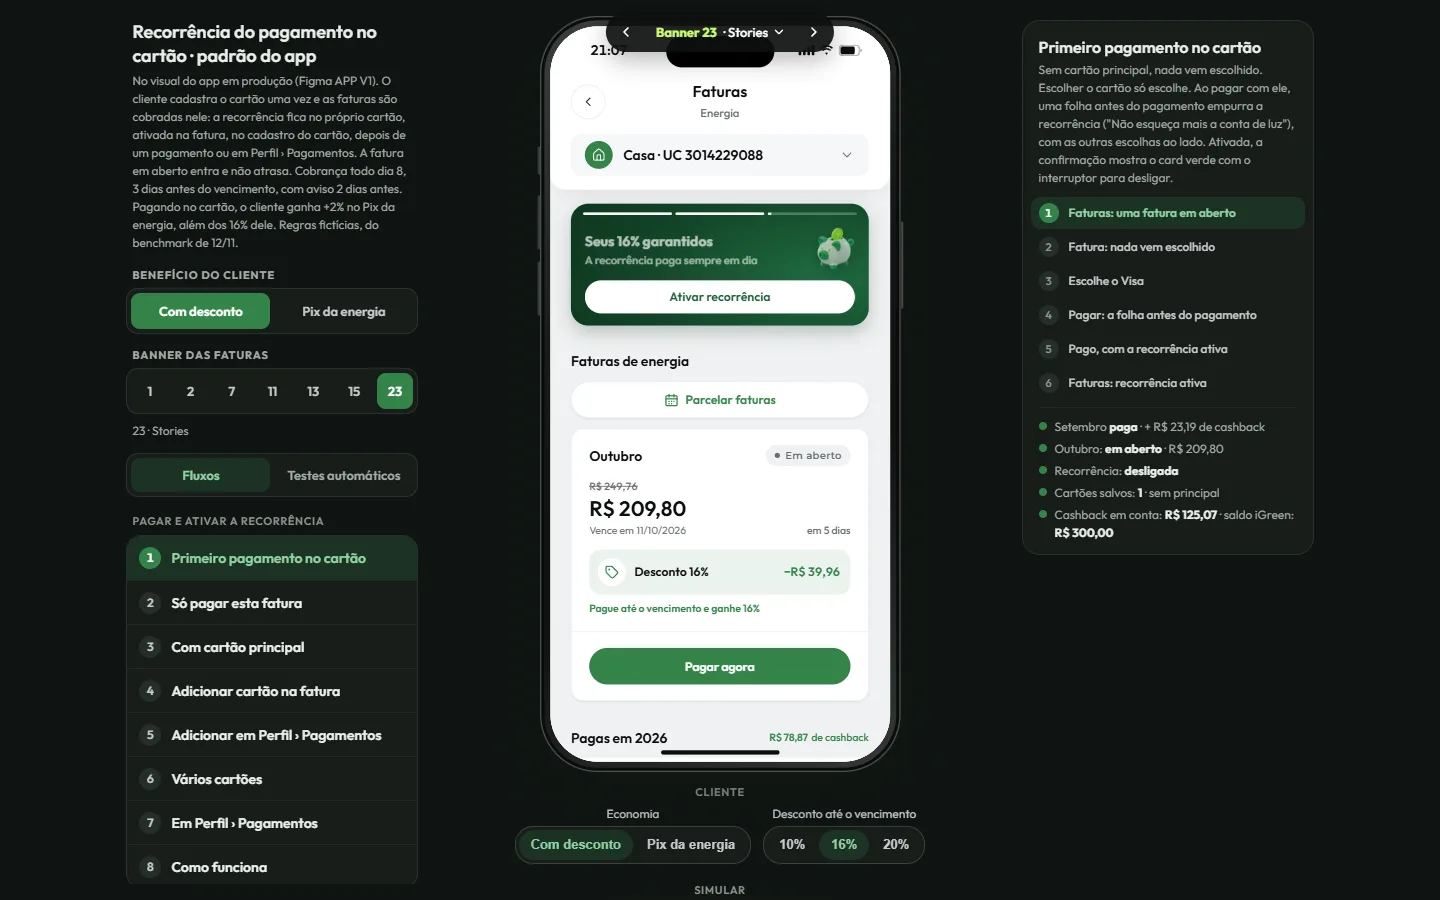 Recorrência do pagamento no
cartão · padrão do app
No visual do app em produção (Figma APP V1). O
cliente cadastra o cartão uma vez e as faturas são
cobradas nele: a recorrência fica no próprio cartão,
ativada na fatura, no cadastro do cartão, depois de
um pagamento ou em Perfil › Pagamentos. A fatura
em aberto entra e não atrasa. Cobrança todo dia 8,
3 dias antes do vencimento, com aviso 2 dias antes.
Pagando no cartão, o cliente ganha +2% no Pix da
energia, além dos 16% dele. Regras fictícias, do
benchmark de 12/11.
BENEFÍCIO DO CLIENTE
Com desconto
Pix da energia
BANNER DAS FATURAS
1 2 7 11 13 15 23
23 · Stories
Fluxos
Testes automáticos
PAGAR E ATIVAR A RECORRÊNCIA
1 Primeiro pagamento no cartão
2 Só pagar esta fatura
3 Com cartão principal
4 Adicionar cartão na fatura
5 Adicionar em Perfil › Pagamentos
6 Vários cartões
7 Em Perfil › Pagamentos
8 Como funciona
Banner 23 · Stories
21:07
Faturas
Energia
Casa · UC 3014229088
Seus 16% garantidos
A recorrência paga sempre em dia
Ativar recorrência
Faturas de energia
Parcelar faturas
Outubro
Em aberto
R$ 249,76
R$ 209,80
Vence em 11/10/2026
em 5 dias
Desconto 16%
−R$ 39,96
Pague até o vencimento e ganhe 16%
Pagar agora
Pagas em 2026
R$ 78,87 de cashback
CLIENTE
Economia
Com desconto
Pix da energia
Desconto até o vencimento
10% 16% 20%
SIMULAR
Primeiro pagamento no cartão
Sem cartão principal, nada vem escolhido.
Escolher o cartão só escolhe. Ao pagar com ele,
uma folha antes do pagamento empurra a
recorrência ("Não esqueça mais a conta de luz"),
com as outras escolhas ao lado. Ativada, a
confirmação mostra o card verde com o
interruptor para desligar.
1 Faturas: uma fatura em aberto
2 Fatura: nada vem escolhido
3 Escolhe o Visa
4 Pagar: a folha antes do pagamento
5 Pago, com a recorrência ativa
6 Faturas: recorrência ativa
Setembro paga · + R$ 23,19 de cashback
Outubro: em aberto · R$ 209,80
Recorrência: desligada
Cartões salvos: 1 · sem principal
Cashback em conta: R$ 125,07 · saldo iGreen:
R$ 300,00